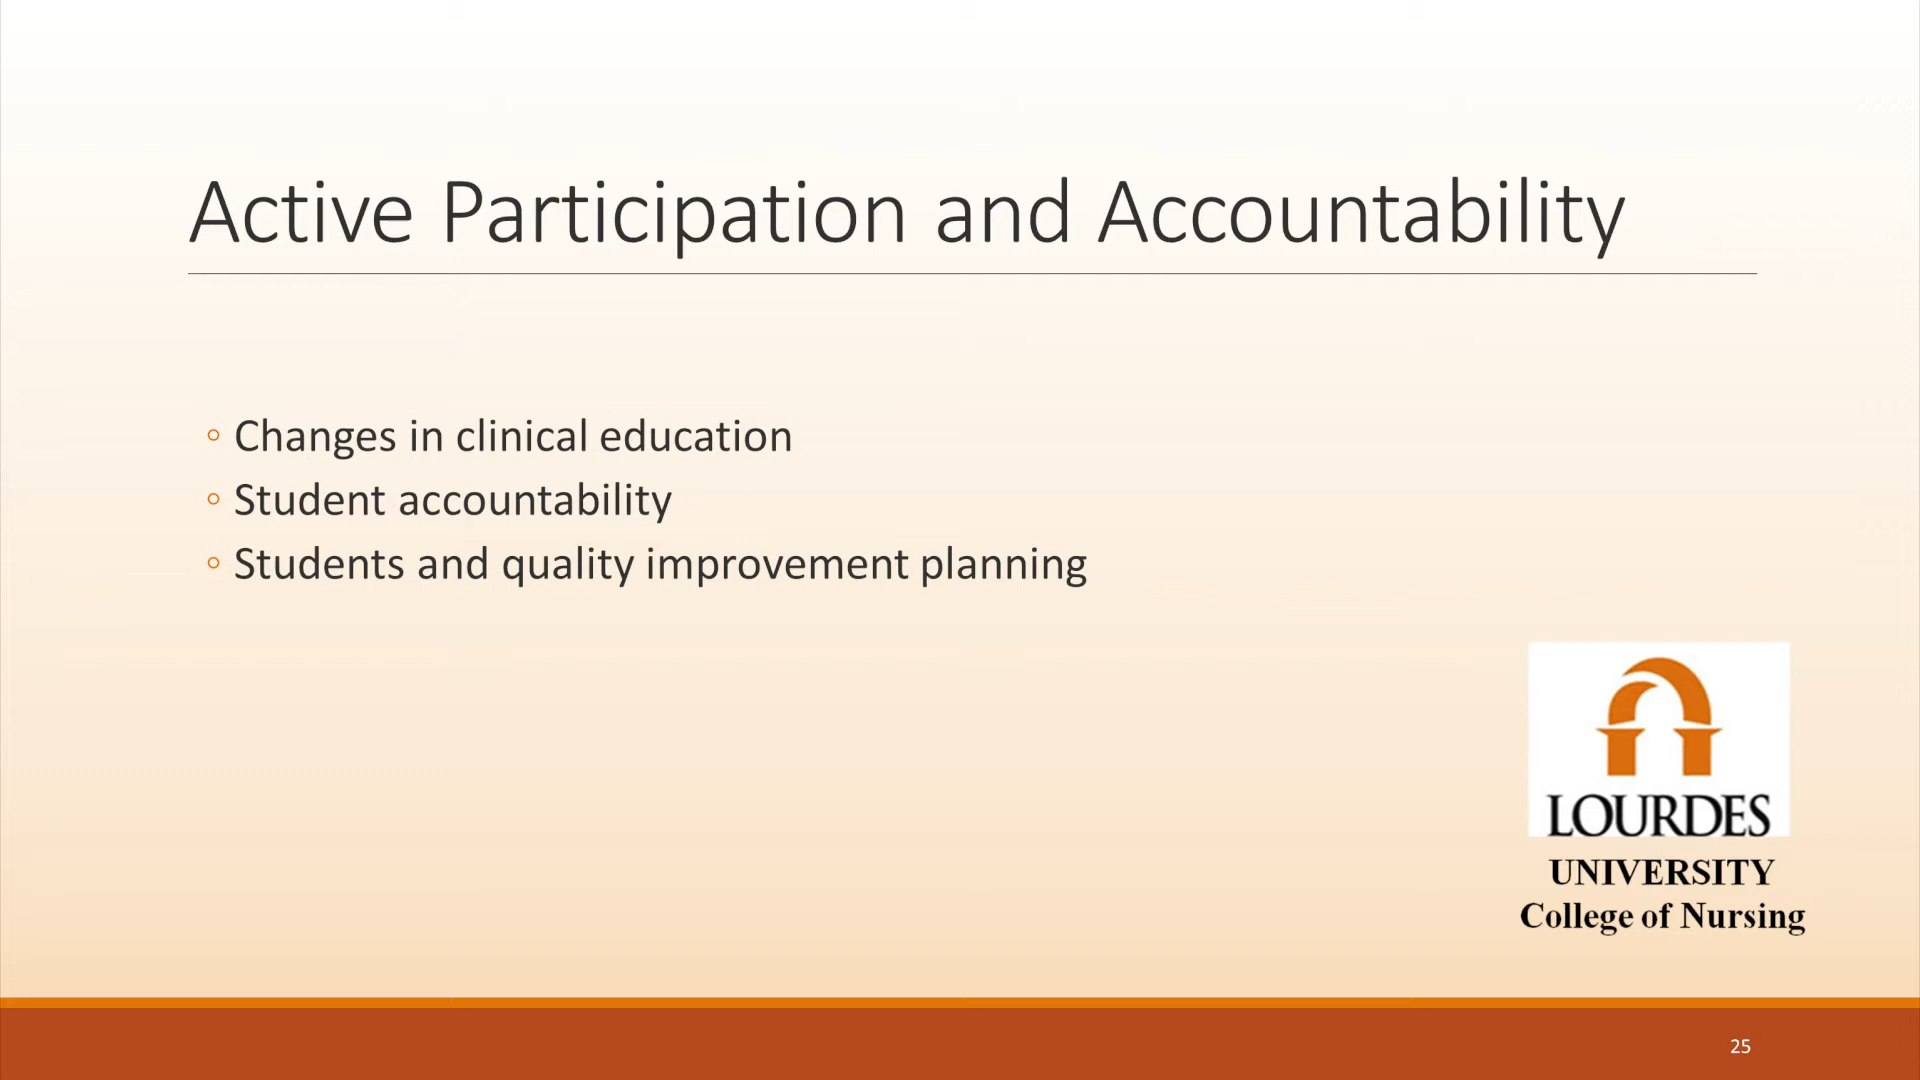 Active Participation and Accountability
◦ Changes in clinical education
◦ Student accountability
◦ Students and quality improvement planning
LOURDES
UNIVERSITY
College of Nursing
25